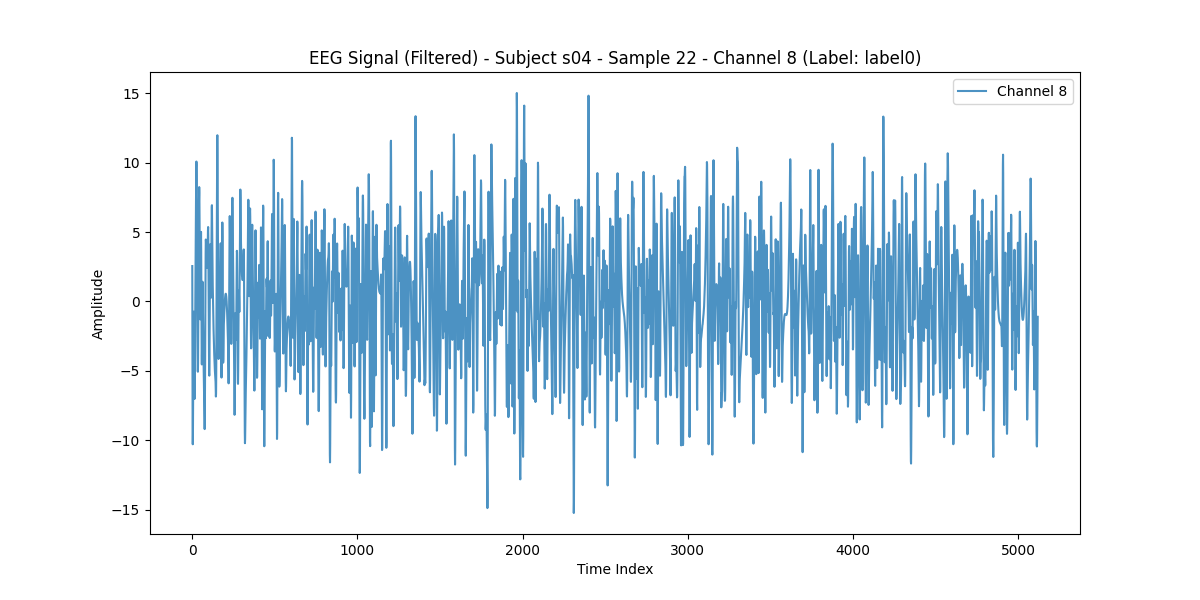 EEG Signal (Filtered) - Subject s04 - Sample 22 - Channel 8 (Label: label0)
Channel 8
15
10
5
0
−5
−10
−15
Amplitude
0 1000 2000 3000 4000 5000
Time Index